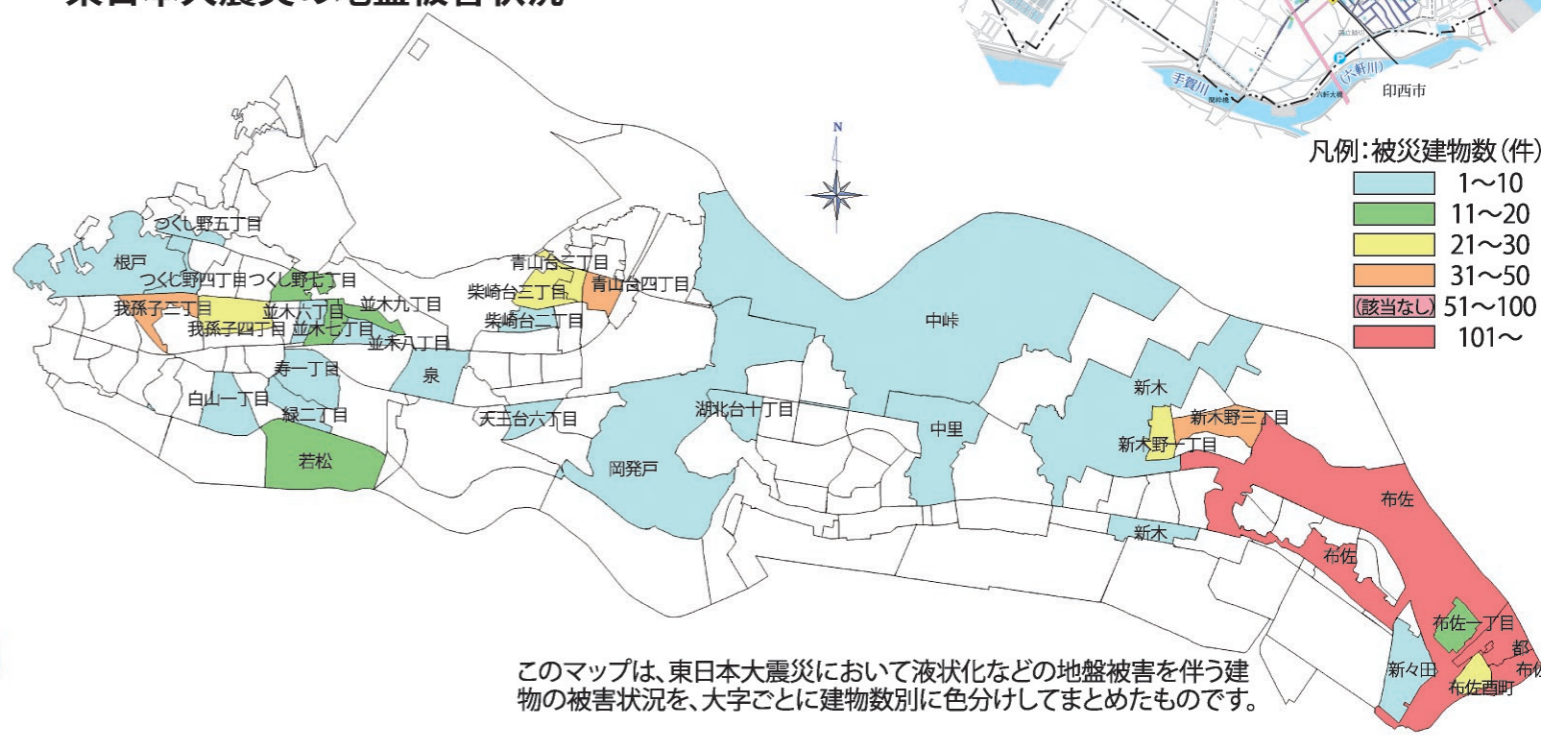 東日本大震災の地盤被害状況
手賀川
関枠橋
(六軒川)
六軒大橋
P
印西市
N
凡例:被災建物数(件)
1〜10
11〜20
21〜30
31〜50
(該当なし) 51〜100
101〜
つくし野五丁目
根戸
つくし野四丁目
つくし野七丁目
我孫子二丁目
我孫子四丁目
並木六丁目
並木九丁目
並木七丁目
並木八丁目
青山台三丁目
柴崎台三丁目
青山台四丁目
柴崎台二丁目
寿一丁目
泉
白山一丁目
緑二丁目
若松
天王台六丁目
岡発戸
湖北台十丁目
中峠
中里
新木
新木野三丁目
新木野一丁目
新木
布佐
布佐
布佐一丁目
都
布佐
新々田
布佐酉町
このマップは、東日本大震災において液状化などの地盤被害を伴う建
物の被害状況を、大字ごとに建物数別に色分けしてまとめたものです。